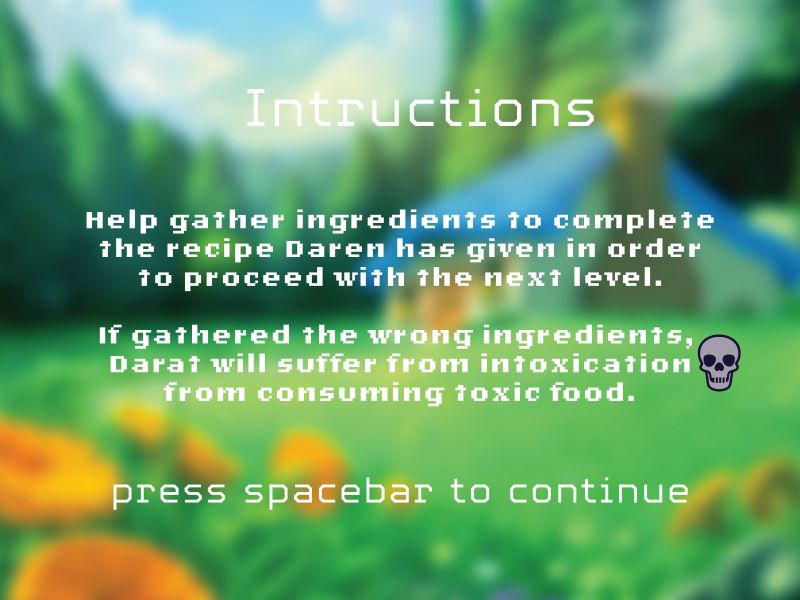 Intructions
Help gather ingredients to complete
the recipe Daren has given in order
to proceed with the next level.
If gathered the wrong ingredients,
Darat will suffer from intoxication
from consuming toxic food.
press spacebar to continue